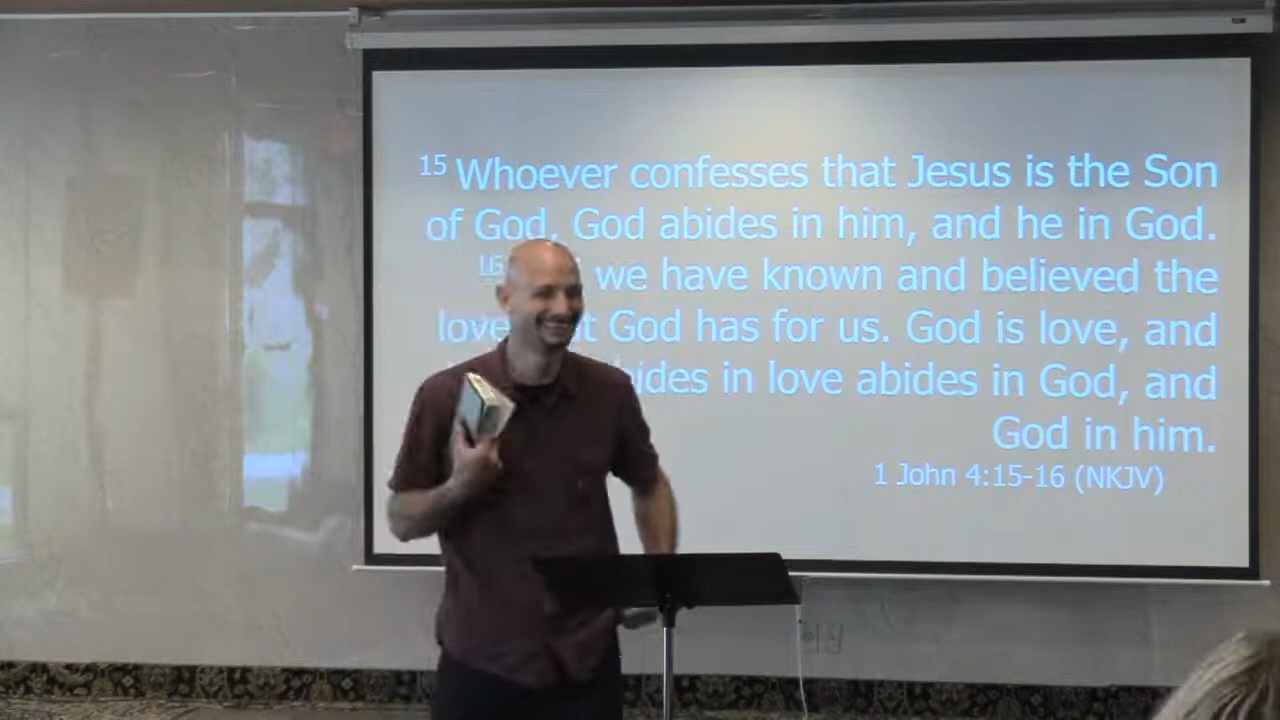 15 Whoever confesses that Jesus is the Son
of God, God abides in him, and he in God.
16 we have known and believed the
love God has for us. God is love, and
in love abides in God, and
God in him.
1 John 4:15-16 (NKJV)